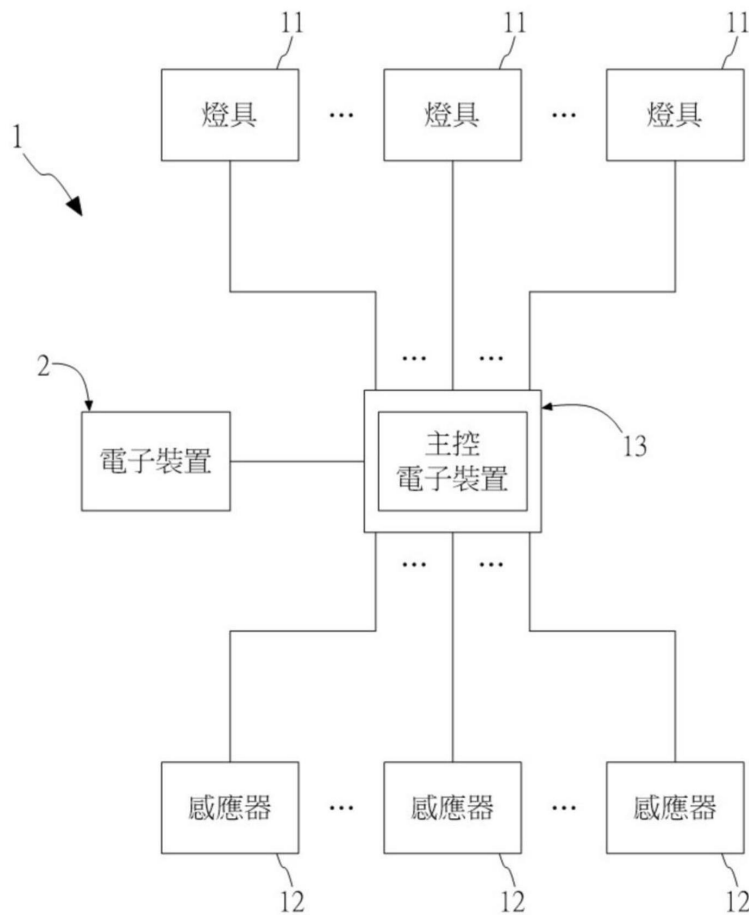 11 11 11
燈具 … 燈具 … 燈具
1
… …
2
電子裝置
主控
電子裝置
13
… …
感應器 … 感應器 … 感應器
12 12 12